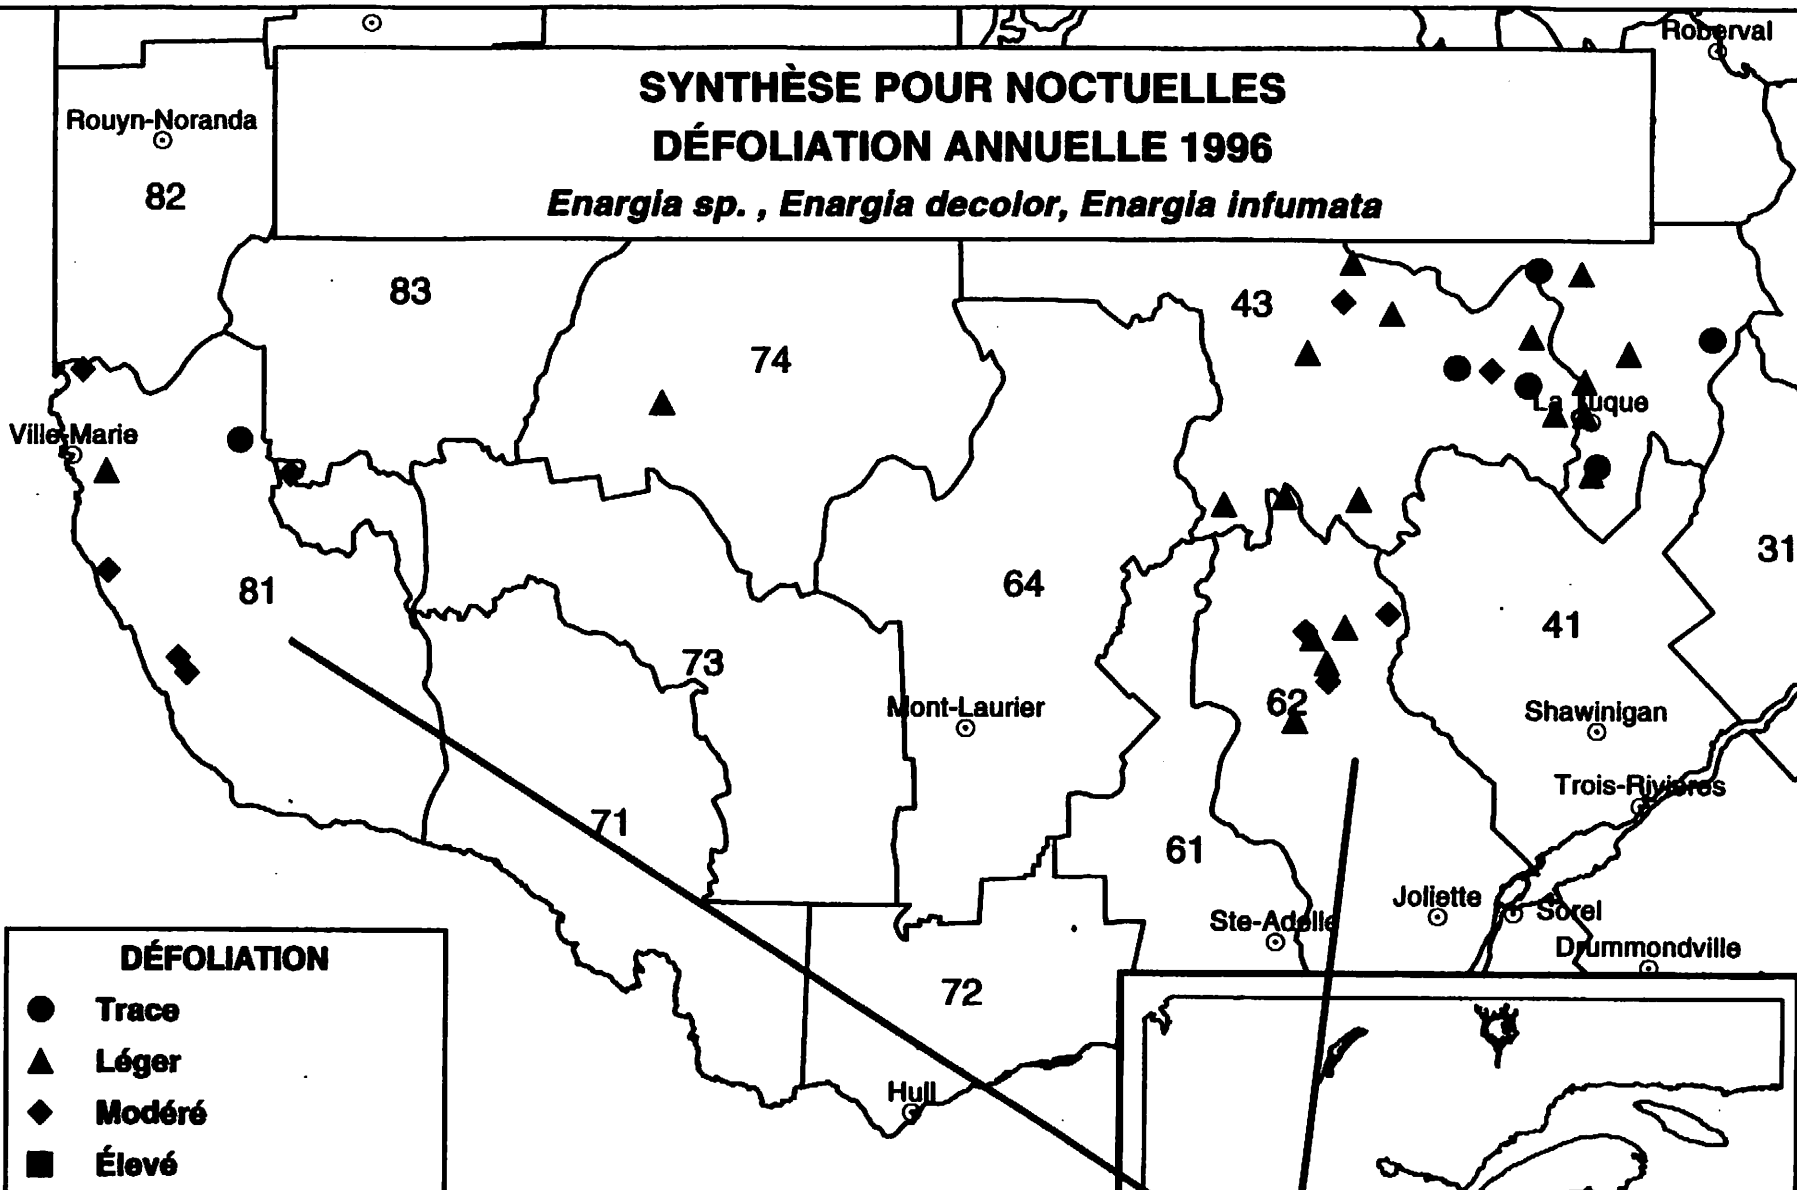 Roberval
SYNTHÈSE POUR NOCTUELLES
DÉFOLIATION ANNUELLE 1996
Enargia sp. , Enargia decolor, Enargia infumata
Rouyn-Noranda
82
83
43
74
La Tuque
Ville-Marie
31
81
64
41
73
62
Mont-Laurier
Shawinigan
Trois-Rivières
71
61
Joliette
Sorel
Ste-Adelle
Drummondville
72
Hull
DÉFOLIATION
Trace
Léger
Modéré
Élevé